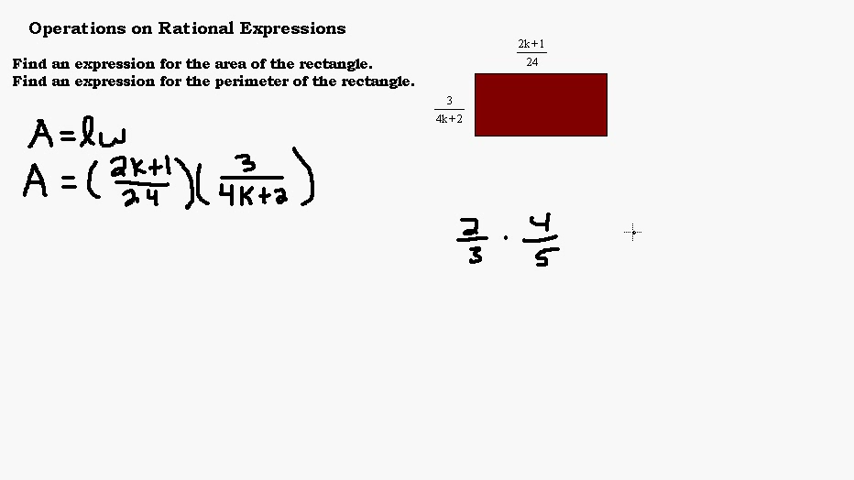 Operations on Rational Expressions
Find an expression for the area of the rectangle.
Find an expression for the perimeter of the rectangle.
2k+1
24
3
4k+2
A=lw
A = (2k+1/24)(3/4k+2)
2/3 · 4/5